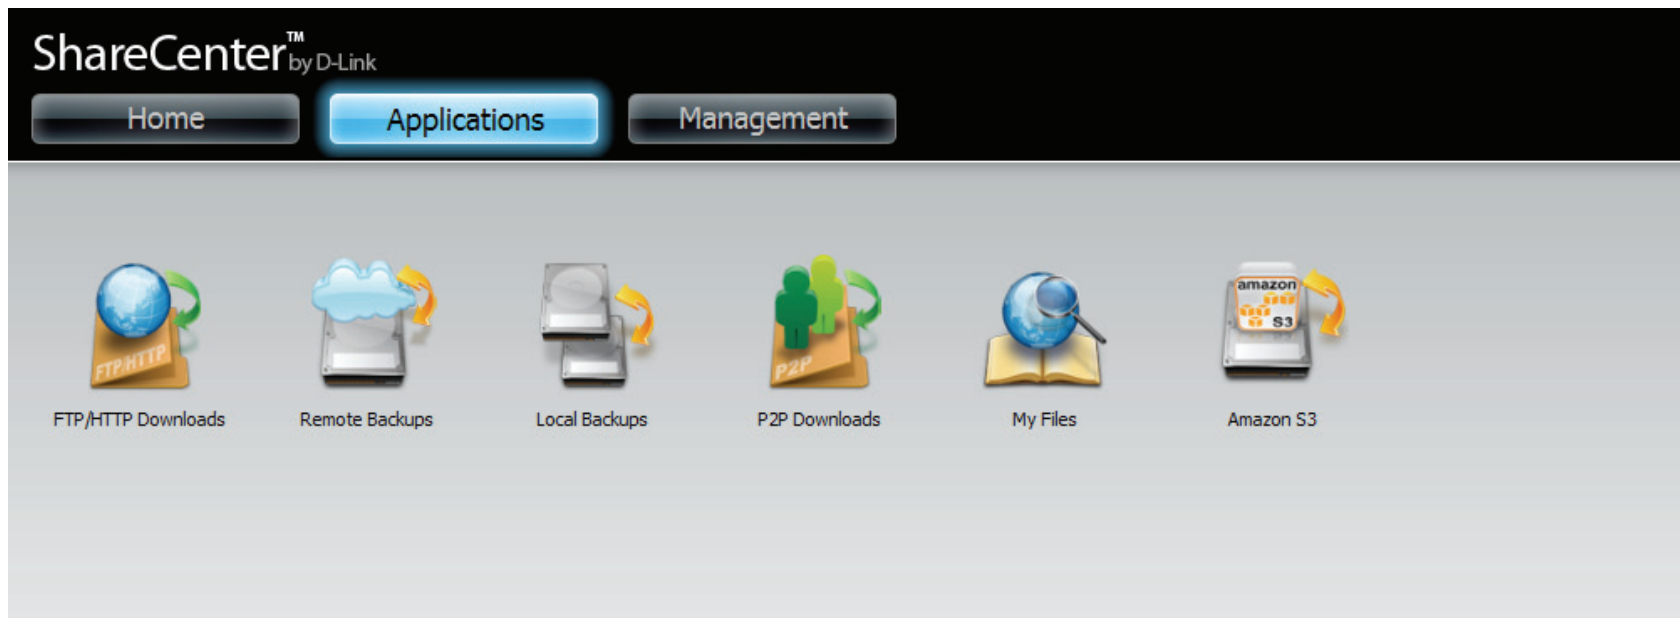 ShareCenter™ by D-Link
Home Applications Management
FTP/HTTP
P2P
amazon
S3
FTP/HTTP Downloads Remote Backups Local Backups P2P Downloads My Files Amazon S3